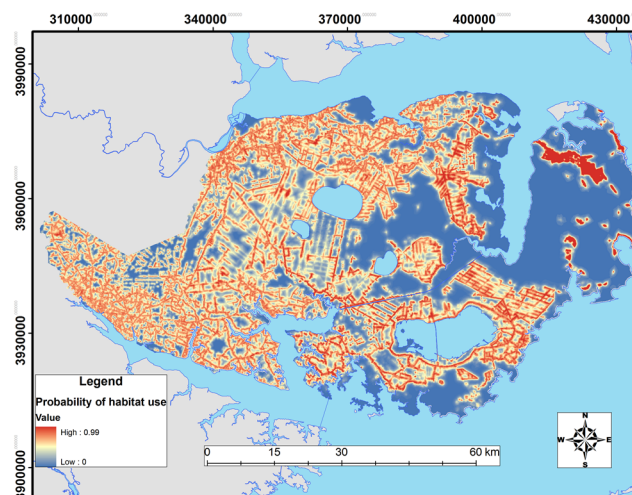 310000 340000 370000 400000 430000
3990000
3960000
3930000
3900000
Legend
Probability of habitat use
Value
High : 0.99
Low : 0
N
W E
S
0 15 30 60 km